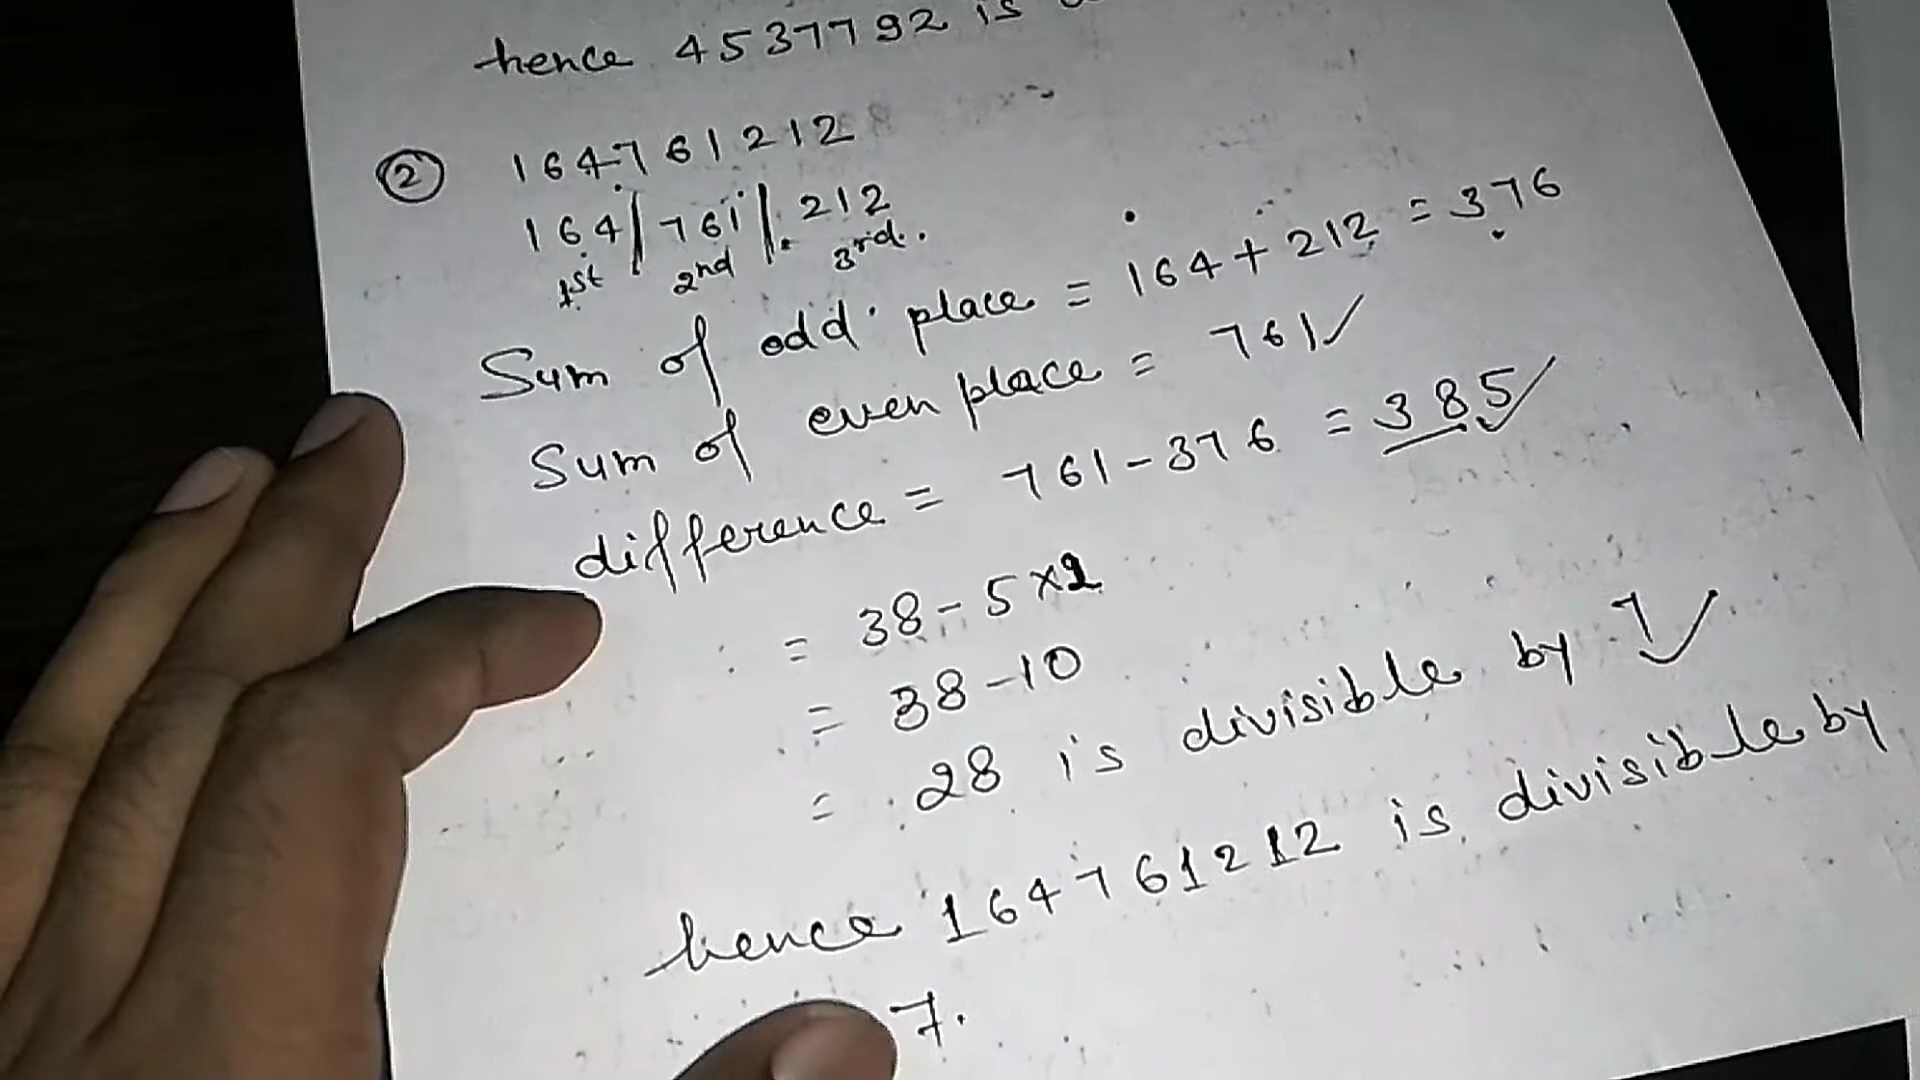 hence 4537792 is
② 164761212
164 | 761 | 212
1st 2nd 3rd
Sum of odd place = 164 + 212 = 376
Sum of even place = 761 ✓
difference = 761 - 376 = 385 ✓
= 38 - 5 × 2
= 38 - 10
= 28 is divisible by 7 ✓
hence 164761212 is divisible by
7.